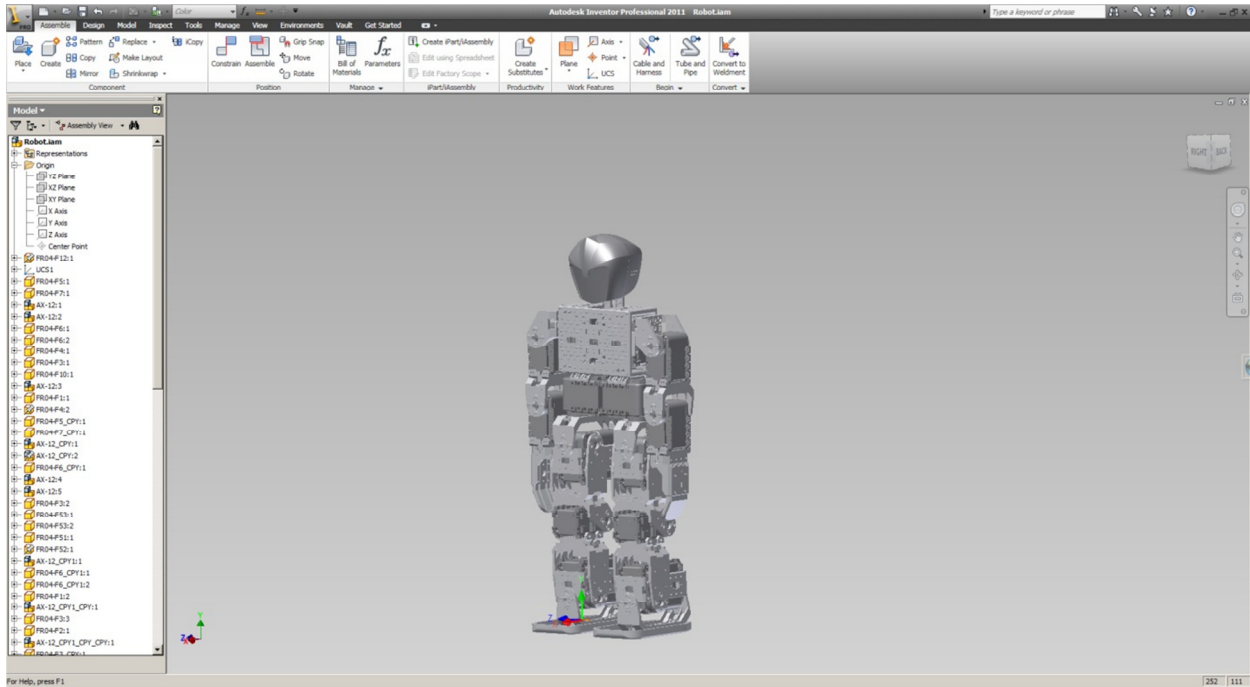 PRO
Color
Autodesk Inventor Professional 2011 Robot.iam
Type a keyword or phrase
Assemble Design Model Inspect Tools Manage View Environments Vault Get Started
Place
Create
Pattern
Copy
Mirror
Replace
Make Layout
Shrinkwrap
iCopy
Component
Constrain
Assemble
Grip Snap
Move
Rotate
Position
Bill of Materials
Parameters
Manage
Create iPart/iAssembly
Edit using Spreadsheet
Edit Factory Scope
iPart/iAssembly
Create Substitutes
Productivity
Plane
Axis
Point
UCS
Work Features
Cable and Harness
Tube and Pipe
Begin
Convert to Weldment
Convert
Model
Assembly View
Robot.iam
Representations
Origin
YZ Plane
XZ Plane
XY Plane
X Axis
Y Axis
Z Axis
Center Point
FR04-F12:1
UCS1
FR04-F5:1
FR04-F7:1
AX-12:1
AX-12:2
FR04-F6:1
FR04-F6:2
FR04-F4:1
FR04-F3:1
FR04-F10:1
AX-12:3
FR04-F1:1
FR04-F4:2
FR04-F5_CPY:1
FR04-F7_CPY:1
AX-12_CPY:1
AX-12_CPY:2
FR04-F6_CPY:1
AX-12:4
AX-12:5
FR04-F3:2
FR04-F53:1
FR04-F53:2
FR04-F51:1
FR04-F52:1
AX-12_CPY1:1
FR04-F6_CPY1:1
FR04-F6_CPY1:2
FR04-F1:2
AX-12_CPY1_CPY:1
FR04-F3:3
FR04-F2:1
AX-12_CPY1_CPY_CPY:1
RIGHT BACK
Y
Z
Y
Z
For Help, press F1
252 111